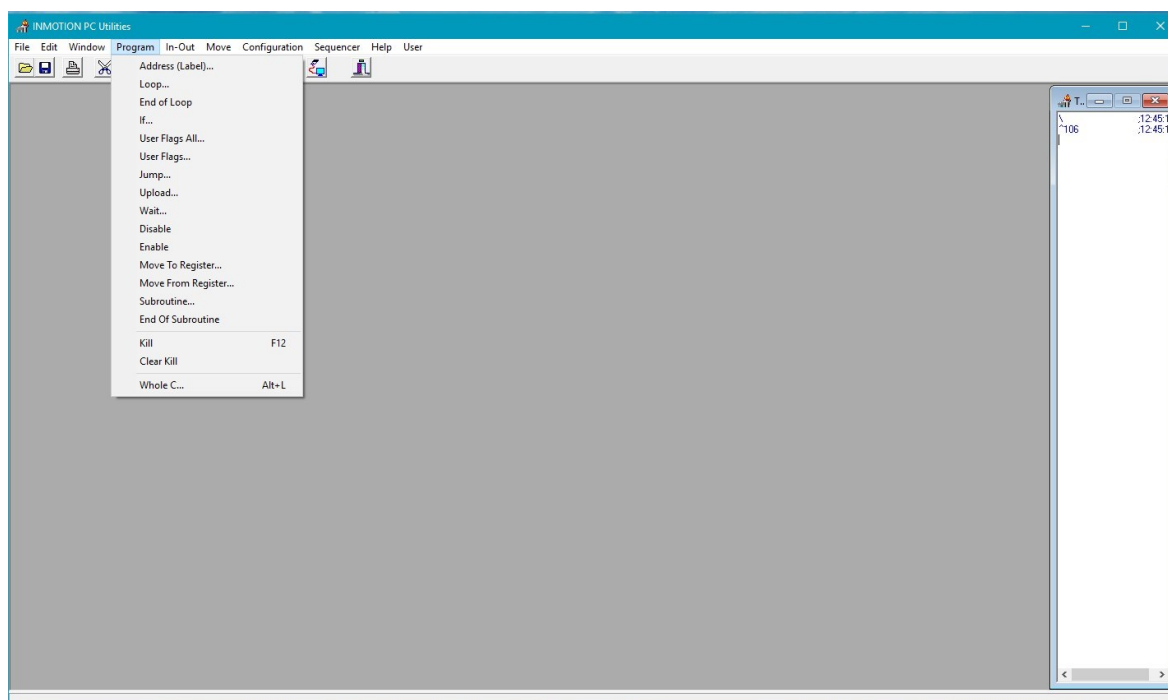 INMOTION PC Utilities
File Edit Window Program In-Out Move Configuration Sequencer Help User
Address (Label)...
Loop...
End of Loop
If...
User Flags All...
User Flags...
Jump...
Upload...
Wait...
Disable
Enable
Move To Register...
Move From Register...
Subroutine...
End Of Subroutine
Kill F12
Clear Kill
Whole C... Alt+L
T..
\ ;12:45:1
^106 ;12:45:1